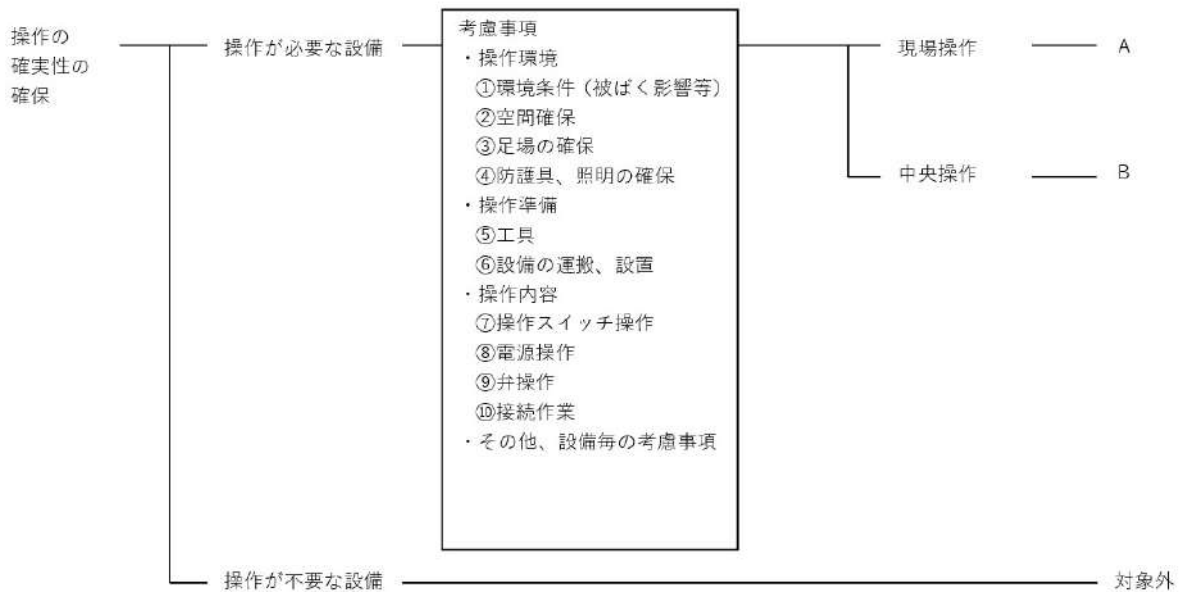 操作の
確実性の
確保
操作が必要な設備
考慮事項
・操作環境
①環境条件（被ばく影響等）
②空間確保
③足場の確保
④防護具、照明の確保
・操作準備
⑤工具
⑥設備の運搬、設置
・操作内容
⑦操作スイッチ操作
⑧電源操作
⑨弁操作
⑩接続作業
・その他、設備毎の考慮事項
現場操作
A
中央操作
B
操作が不要な設備
対象外